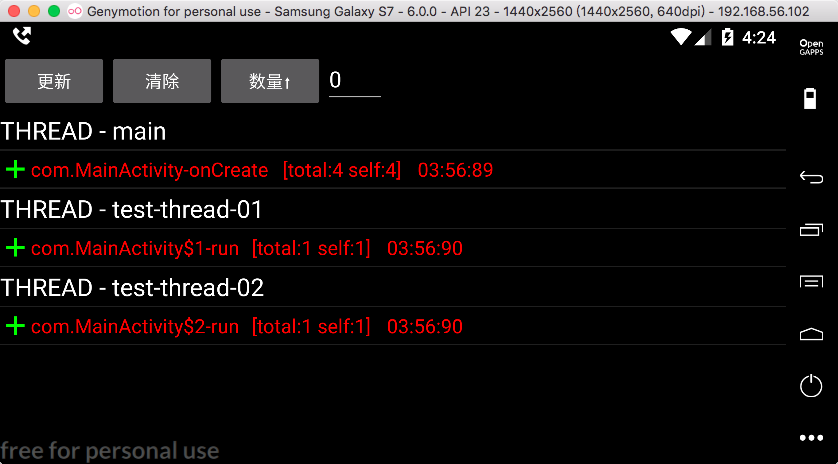 Genymotion for personal use - Samsung Galaxy S7 - 6.0.0 - API 23 - 1440x2560 (1440x2560, 640dpi) - 192.168.56.102
4:24
Open
GAPPS
更新 清除 数量↑ 0
THREAD - main
com.MainActivity-onCreate [total:4 self:4] 03:56:89
THREAD - test-thread-01
com.MainActivity$1-run [total:1 self:1] 03:56:90
THREAD - test-thread-02
com.MainActivity$2-run [total:1 self:1] 03:56:90
free for personal use